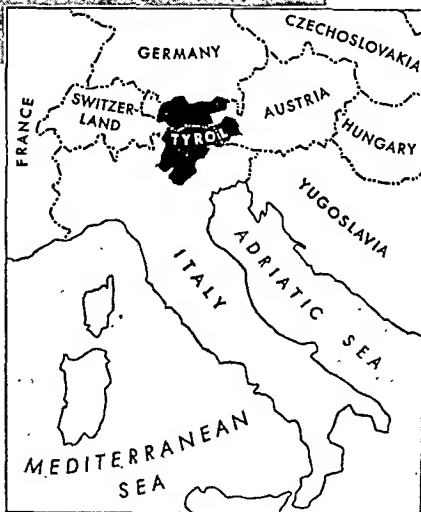 CZECHOSLOVAKIA
GERMANY
FRANCE
SWITZER-
LAND
AUSTRIA
TYROL
HUNGARY
YUGOSLAVIA
ITALY
ADRIATIC SEA
MEDITERRANEAN
SEA